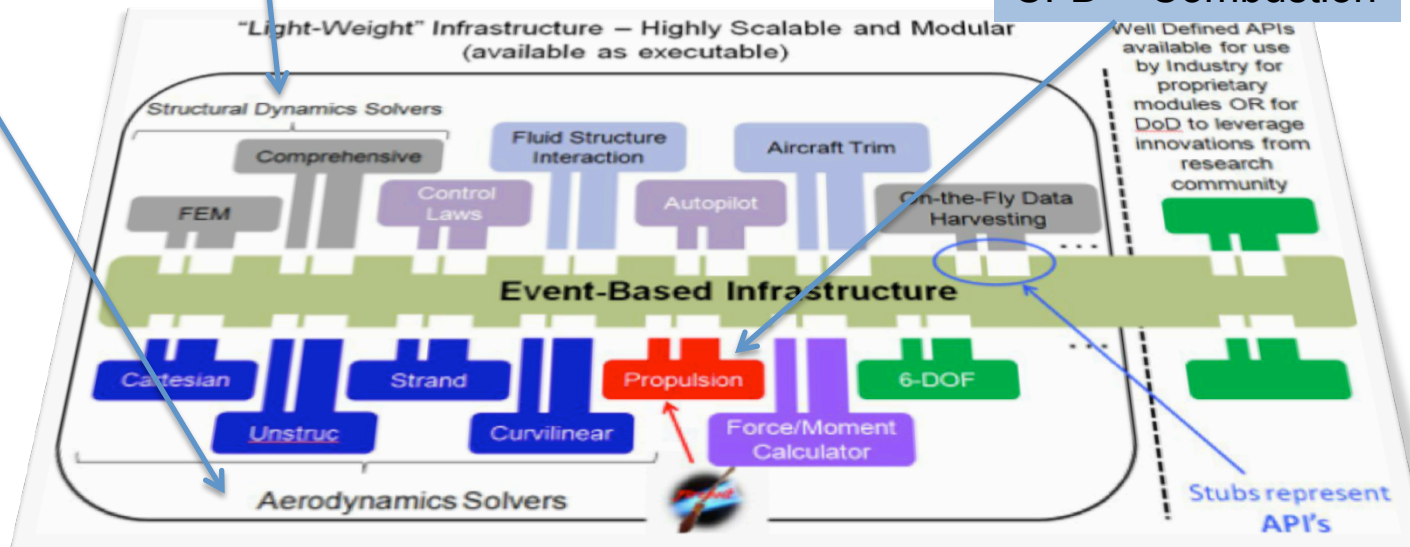 "Light-Weight" Infrastructure – Highly Scalable and Modular
(available as executable)
Combustion
Well Defined APIs
available for use
by Industry for
proprietary
modules OR for
DoD to leverage
innovations from
research
community
Structural Dynamics Solvers
Comprehensive
Fluid Structure
Interaction
Aircraft Trim
FEM
Control
Laws
Autopilot
On-the-Fly Data
Harvesting
...
Event-Based Infrastructure
Cartesian
Strand
Propulsion
6-DOF
...
Unstruc
Curvilinear
Force/Moment
Calculator
Aerodynamics Solvers
Stubs represent
API's